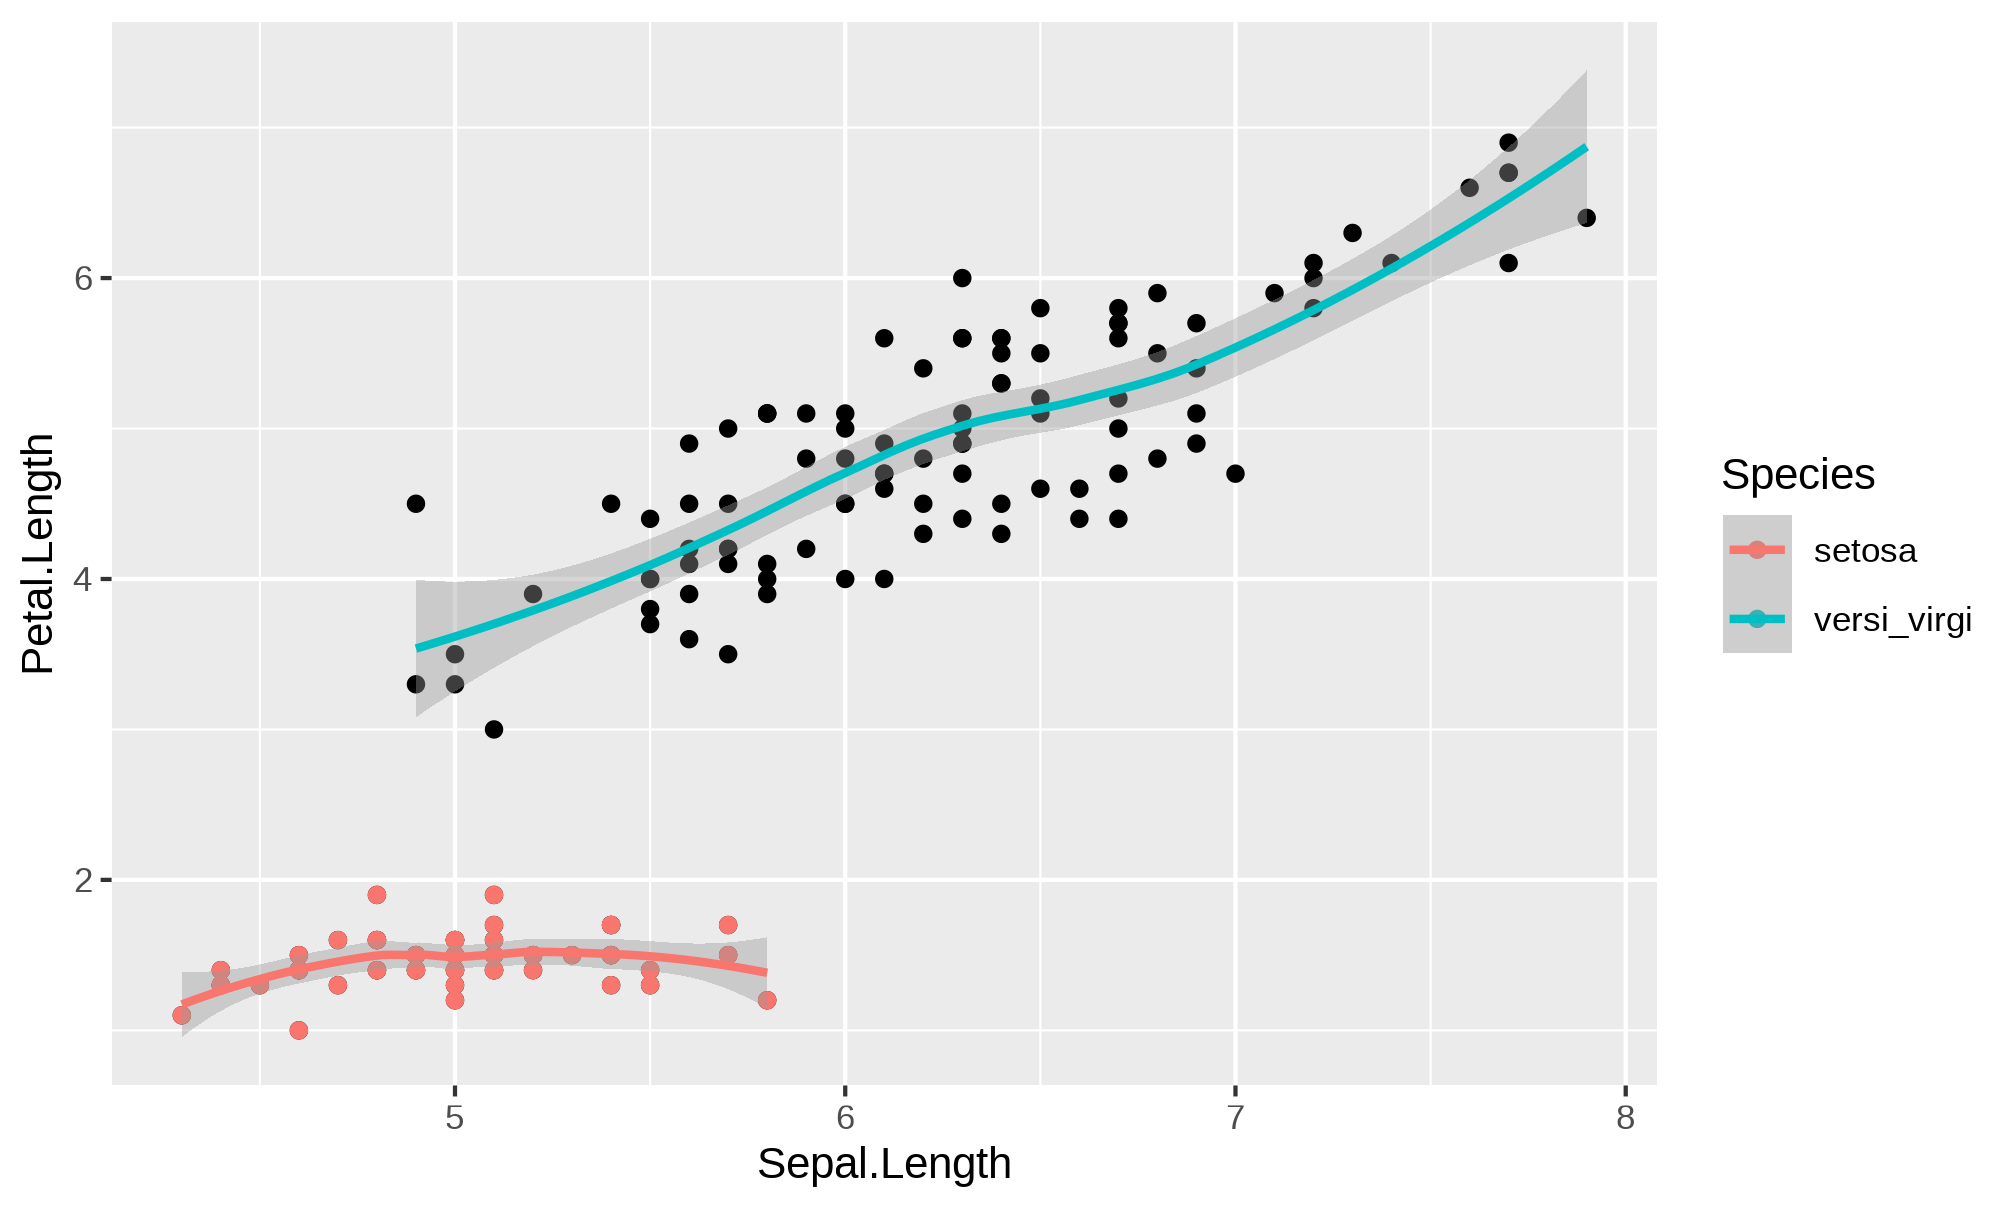 Petal.Length
6
4
2
5 6 7 8
Sepal.Length
Species
setosa
versi_virgi